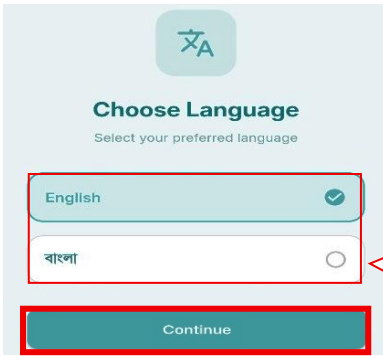 Choose Language
Select your preferred language
English
বাংলা
Continue